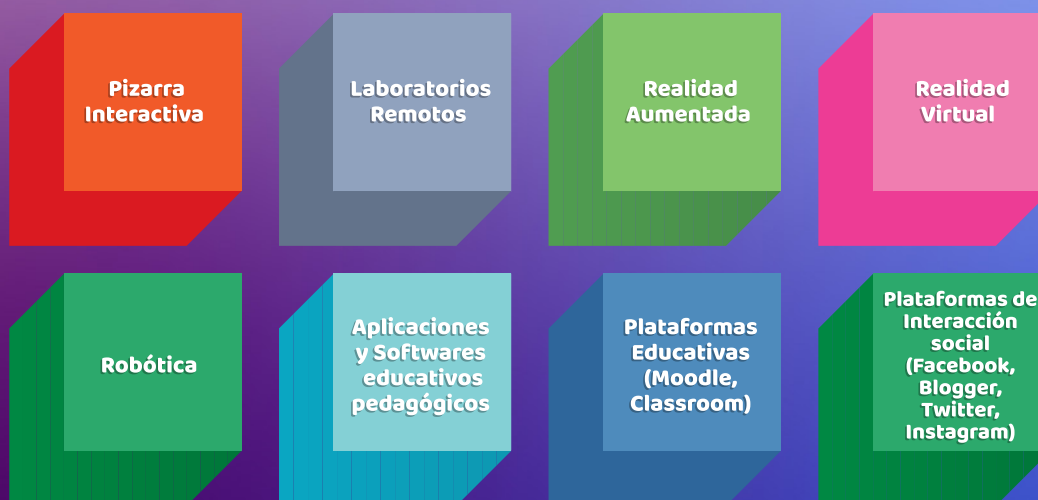 Pizarra
Interactiva
Laboratorios
Remotos
Realidad
Aumentada
Realidad
Virtual
Robótica
Aplicaciones
y Softwares
educativos
pedagógicos
Plataformas
Educativas
(Moodle,
Classroom)
Plataformas de
Interacción
social
(Facebook,
Blogger,
Twitter,
Instagram)